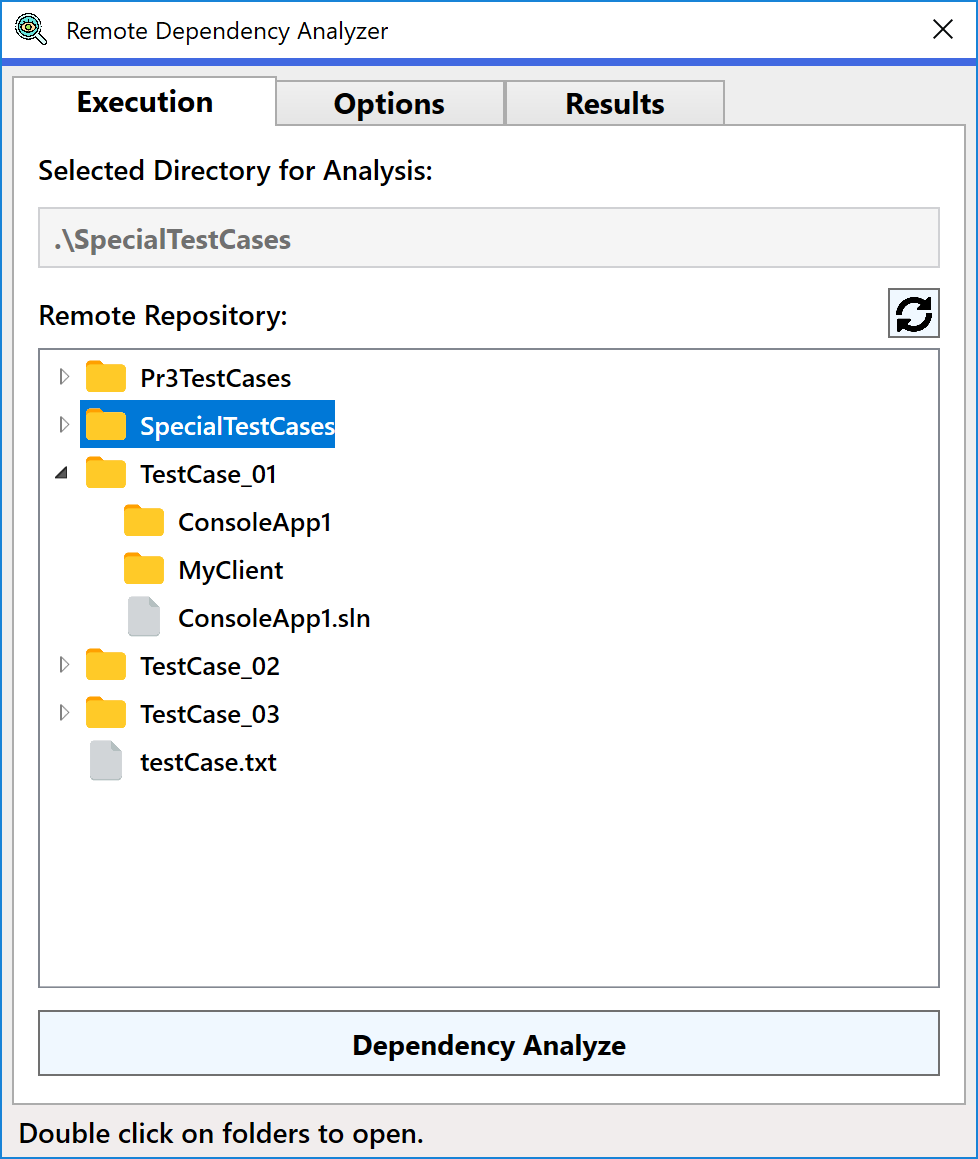 Remote Dependency Analyzer
Execution
Options
Results
Selected Directory for Analysis:
.\SpecialTestCases
Remote Repository:
Pr3TestCases
SpecialTestCases
TestCase_01
ConsoleApp1
MyClient
ConsoleApp1.sln
TestCase_02
TestCase_03
testCase.txt
Dependency Analyze
Double click on folders to open.